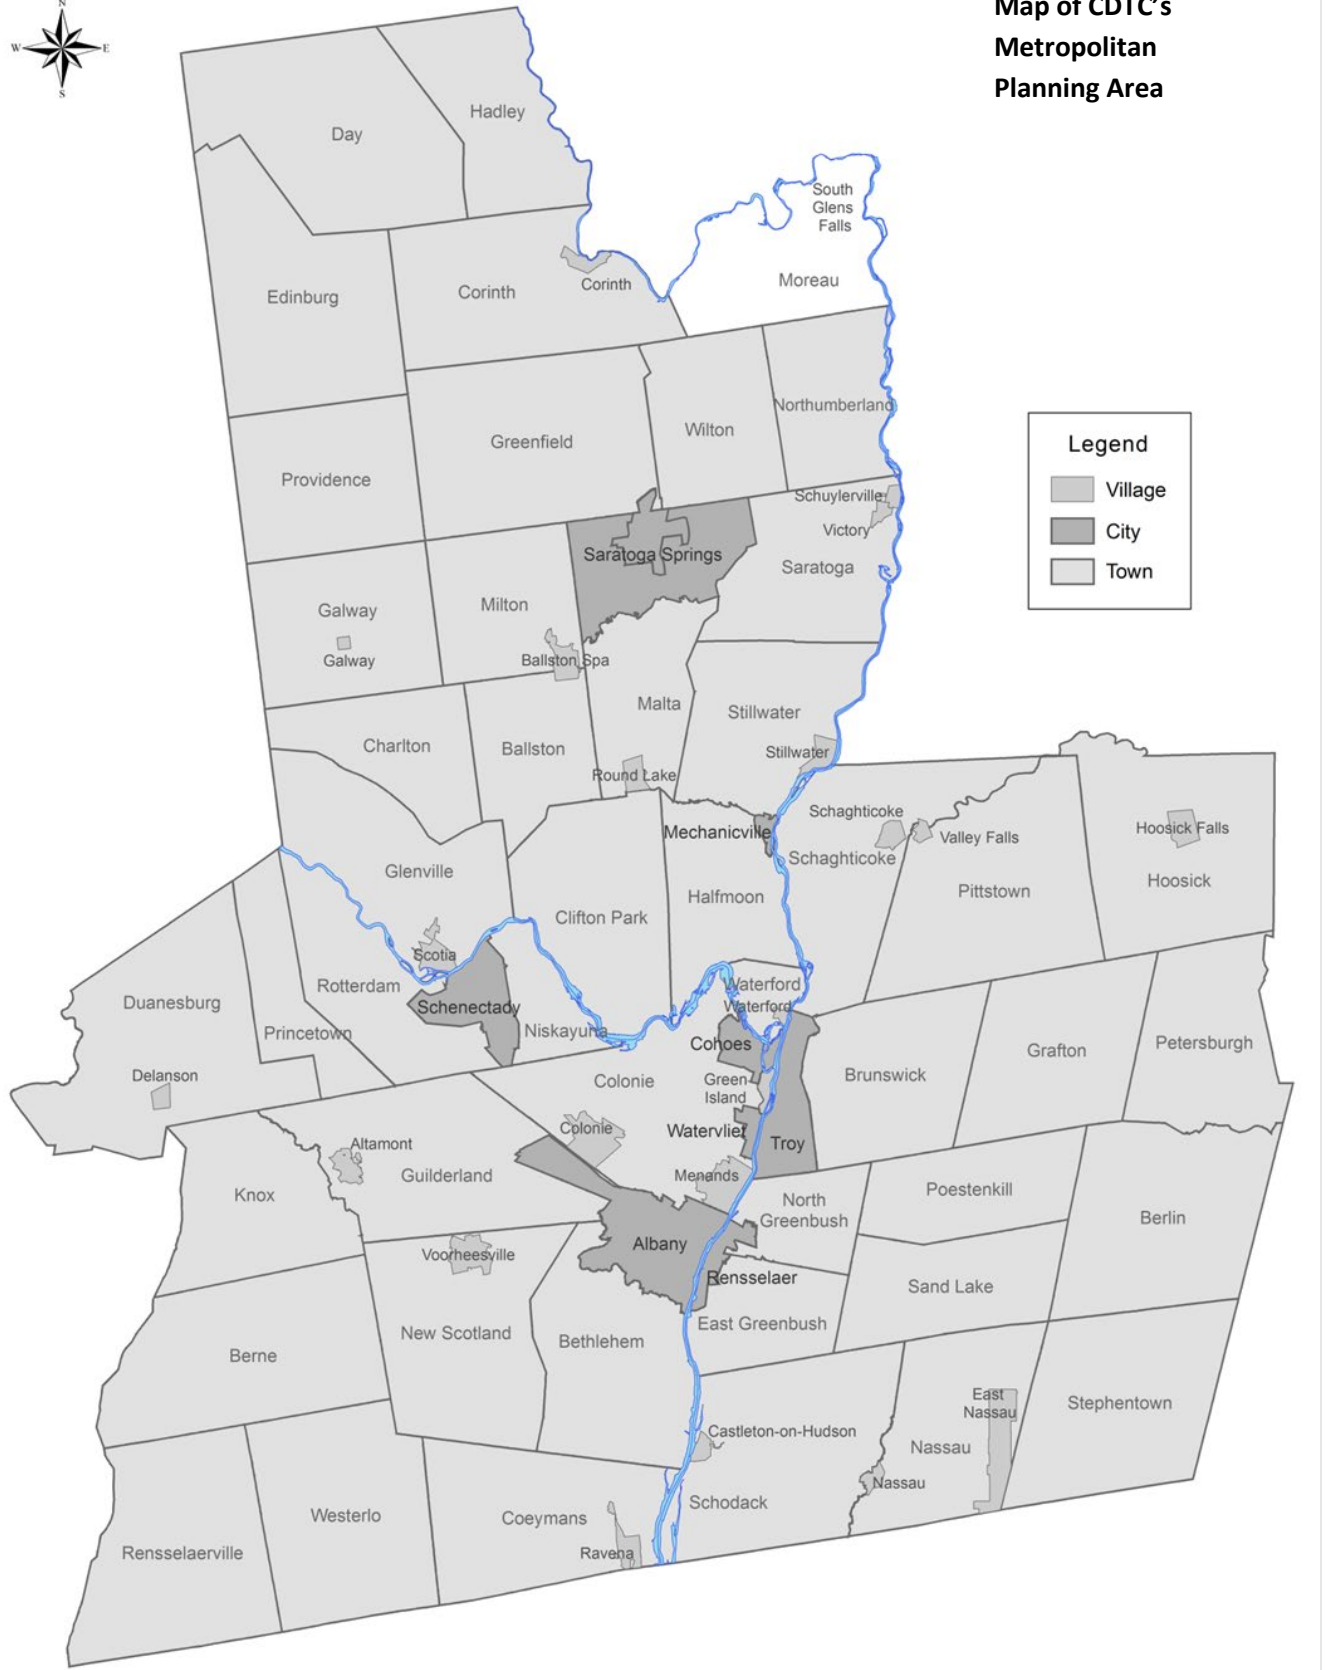 Map of CDTC's
Metropolitan
Planning Area
N
W
E
S
Day
Hadley
South
Glens
Falls
Moreau
Edinburg
Corinth
Corinth
Northumberland
Wilton
Greenfield
Providence
Legend
Village
City
Town
Schuylerville
Victory
Saratoga Springs
Saratoga
Galway
Milton
Galway
Ballston Spa
Malta
Stillwater
Charlton
Ballston
Stillwater
Round Lake
Schaghticoke
Mechanicville
Valley Falls
Hoosick Falls
Schaghticoke
Glenville
Hoosick
Pittstown
Halfmoon
Clifton Park
Scotia
Rotterdam
Waterford
Duanesburg
Schenectady
Waterford
Princetown
Niskayuna
Cohoes
Petersburgh
Grafton
Delanson
Colonie
Green
Island
Brunswick
Colonie
Watervliet
Troy
Altamont
Guilderland
Menands
Knox
Poestenkill
North
Greenbush
Berlin
Albany
Voorheesville
Rensselaer
Sand Lake
New Scotland
Bethlehem
East Greenbush
Berne
East
Nassau
Stephentown
Castleton-on-Hudson
Nassau
Nassau
Schodack
Westerlo
Coeymans
Rensselaerville
Ravena